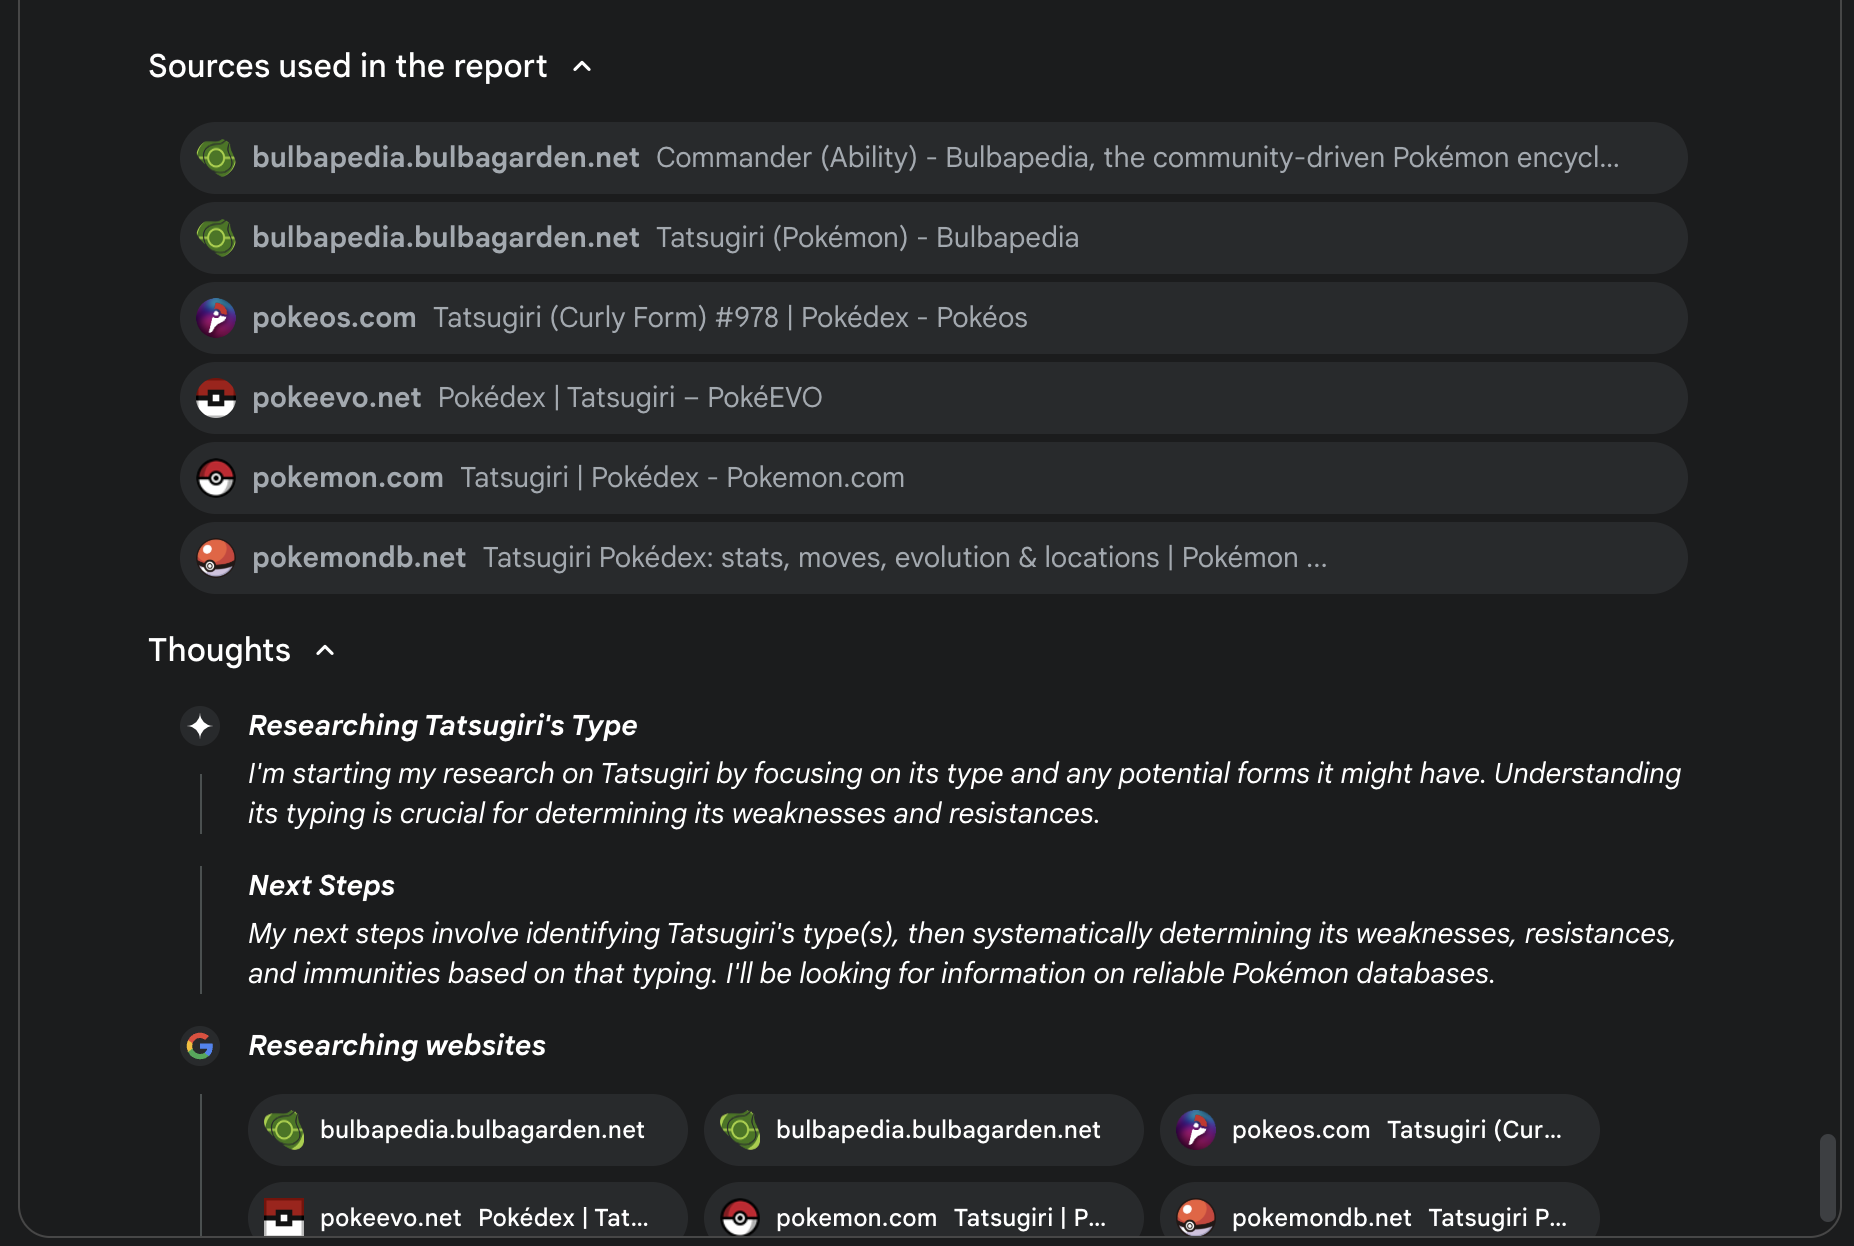 Sources used in the report
bulbapedia.bulbagarden.net Commander (Ability) - Bulbapedia, the community-driven Pokémon encycl...
bulbapedia.bulbagarden.net Tatsugiri (Pokémon) - Bulbapedia
pokeos.com Tatsugiri (Curly Form) #978 | Pokédex - Pokéos
pokeevo.net Pokédex | Tatsugiri – PokéEVO
pokemon.com Tatsugiri | Pokédex - Pokemon.com
pokemondb.net Tatsugiri Pokédex: stats, moves, evolution & locations | Pokémon ...
Thoughts
Researching Tatsugiri's Type
I'm starting my research on Tatsugiri by focusing on its type and any potential forms it might have. Understanding
its typing is crucial for determining its weaknesses and resistances.
Next Steps
My next steps involve identifying Tatsugiri's type(s), then systematically determining its weaknesses, resistances,
and immunities based on that typing. I'll be looking for information on reliable Pokémon databases.
Researching websites
bulbapedia.bulbagarden.net bulbapedia.bulbagarden.net pokeos.com Tatsugiri (Cur...
pokeevo.net Pokédex | Tat... pokemon.com Tatsugiri | P... pokemondb.net Tatsugiri P...